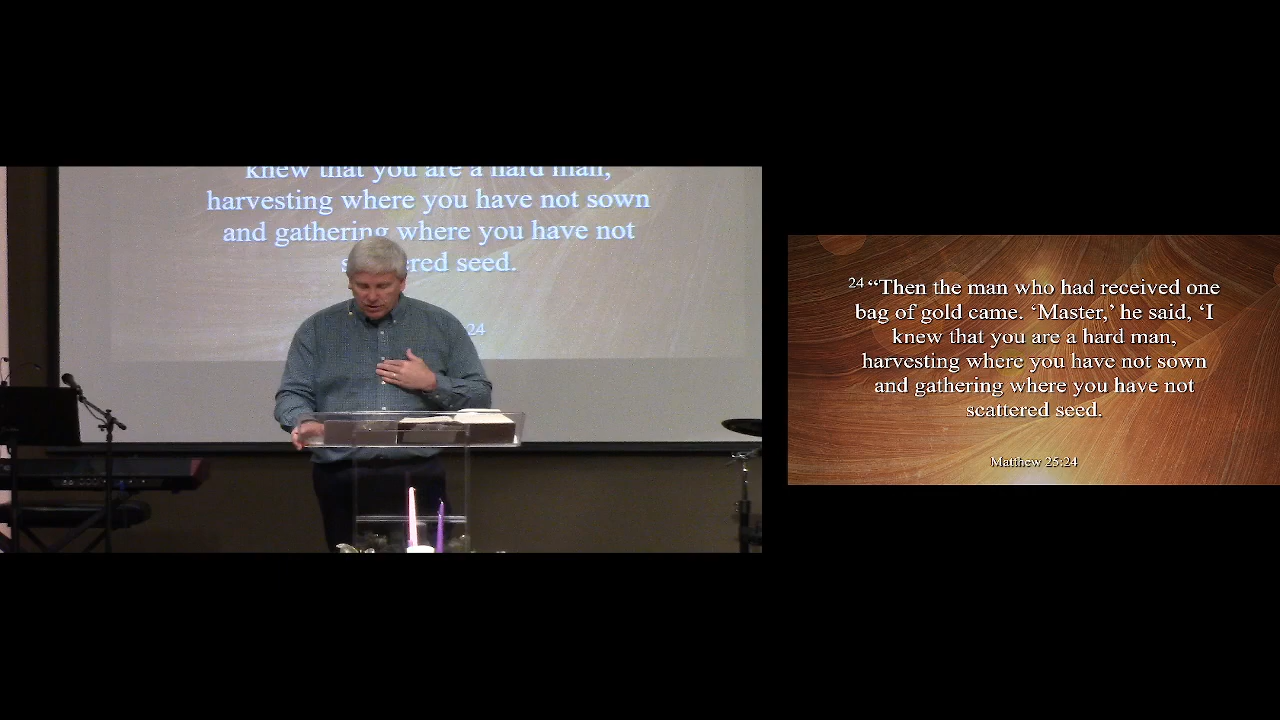 knew that you are a hard man,
harvesting where you have not sown
and gathering where you have not
ered seed.
24
24 “Then the man who had received one
bag of gold came. ‘Master,’ he said, ‘I
knew that you are a hard man,
harvesting where you have not sown
and gathering where you have not
scattered seed.
Matthew 25:24